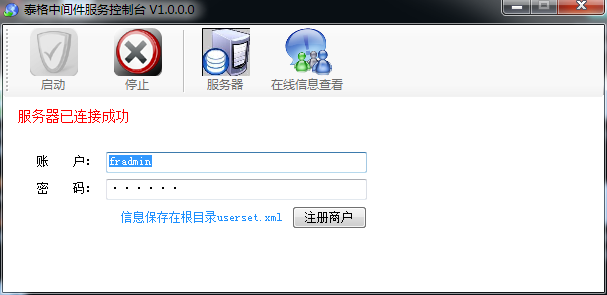 泰格中间件服务控制台 V1.0.0.0
启动 停止 服务器 在线信息查看
服务器已连接成功
账 户： fradmin
密 码： ······
信息保存在根目录userset.xml 注册商户